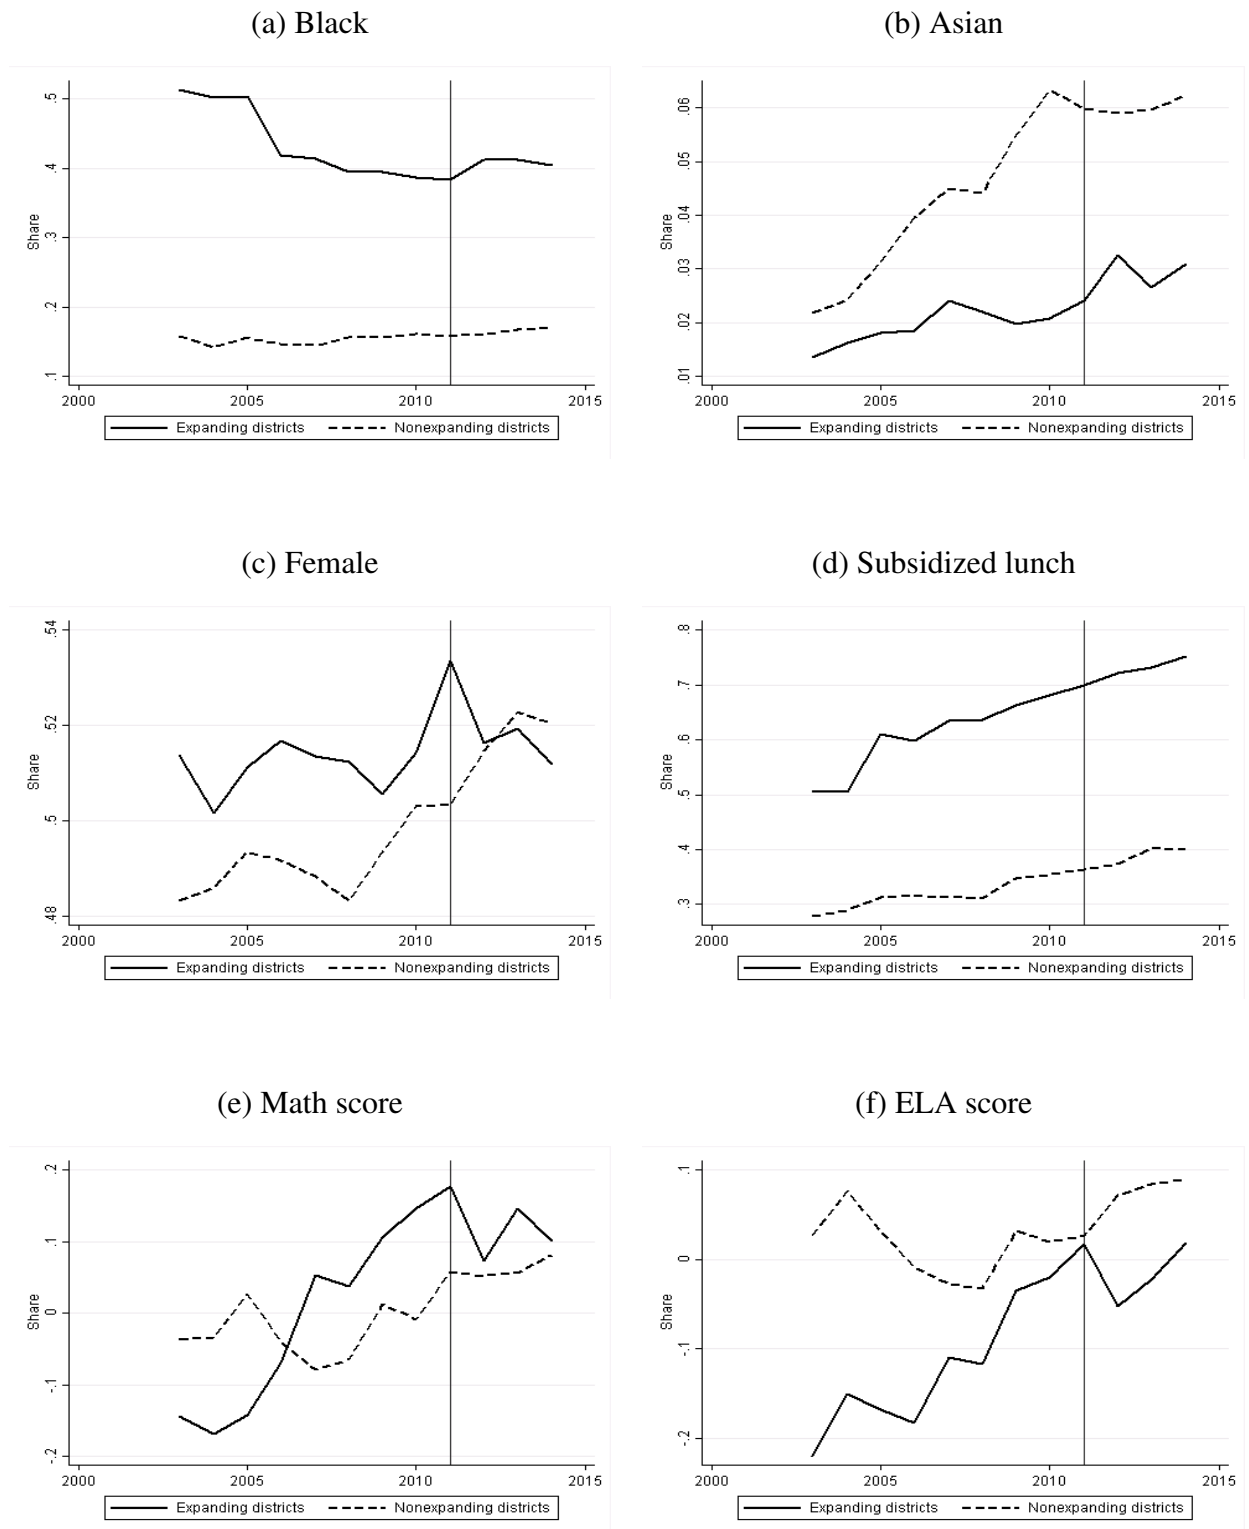 (a) Black
Share
.5
.4
.3
.2
.1
2000 2005 2010 2015
Expanding districts Nonexpanding districts
(b) Asian
Share
.06
.05
.04
.03
.02
.01
2000 2005 2010 2015
Expanding districts Nonexpanding districts
(c) Female
Share
.54
.52
.5
.48
2000 2005 2010 2015
Expanding districts Nonexpanding districts
(d) Subsidized lunch
Share
.8
.7
.6
.5
.4
.3
2000 2005 2010 2015
Expanding districts Nonexpanding districts
(e) Math score
Share
.2
.1
0
-.1
-.2
2000 2005 2010 2015
Expanding districts Nonexpanding districts
(f) ELA score
Share
.1
0
-.1
-.2
2000 2005 2010 2015
Expanding districts Nonexpanding districts